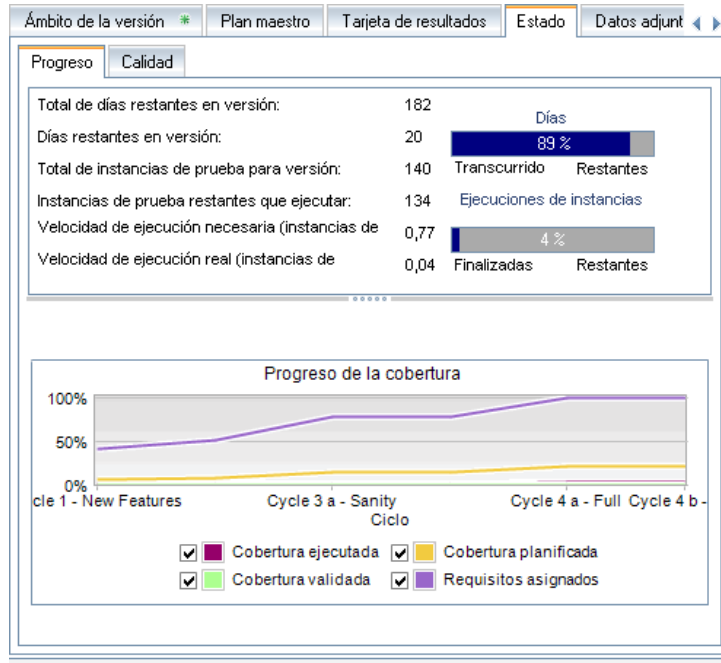 Ámbito de la versión * Plan maestro Tarjeta de resultados Estado Datos adjunt
Progreso Calidad
Total de días restantes en versión: 182
Días
Días restantes en versión: 20
89 %
Total de instancias de prueba para versión: 140
Transcurrido Restantes
Instancias de prueba restantes que ejecutar: 134
Ejecuciones de instancias
Velocidad de ejecución necesaria (instancias de 0,77
4 %
Velocidad de ejecución real (instancias de 0,04
Finalizadas Restantes
Progreso de la cobertura
100%
50%
0%
cle 1 - New Features Cycle 3 a - Sanity Cycle 4 a - Full Cycle 4 b -
Ciclo
Cobertura ejecutada Cobertura planificada
Cobertura validada Requisitos asignados